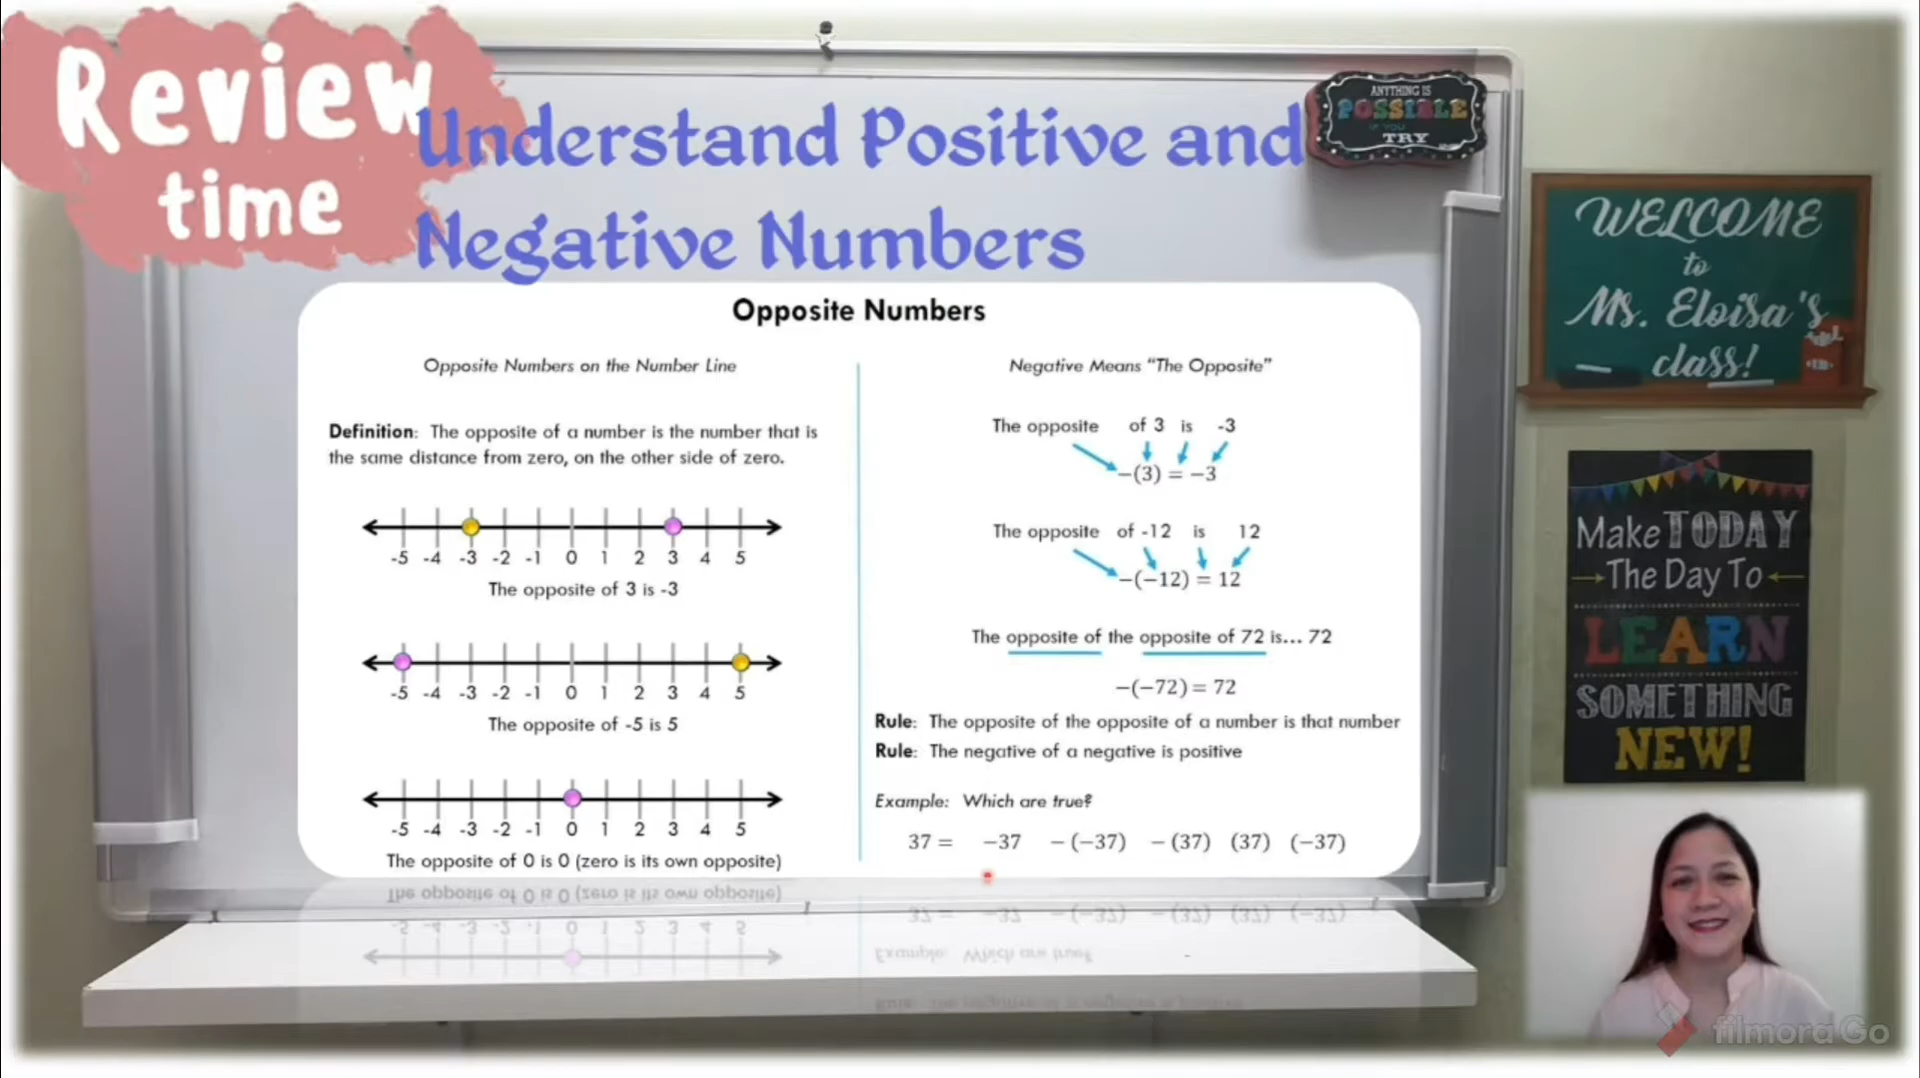 Review
time
Understand Positive and
Negative Numbers
ANYTHING IS
POSSIBLE
IF YOU
TRY
WELCOME
to
Ms. Eloisa's
class!
Make TODAY
The Day To
LEARN
SOMETHING
NEW!
Opposite Numbers
Opposite Numbers on the Number Line
Definition: The opposite of a number is the number that is
the same distance from zero, on the other side of zero.
-5 -4 -3 -2 -1 0 1 2 3 4 5
The opposite of 3 is -3
-5 -4 -3 -2 -1 0 1 2 3 4 5
The opposite of -5 is 5
-5 -4 -3 -2 -1 0 1 2 3 4 5
The opposite of 0 is 0 (zero is its own opposite)
Negative Means "The Opposite"
The opposite of 3 is -3
−(3) = −3
The opposite of -12 is 12
−(−12) = 12
The opposite of the opposite of 72 is... 72
−(−72) = 72
Rule: The opposite of the opposite of a number is that number
Rule: The negative of a negative is positive
Example: Which are true?
37 = −37 −(−37) −(37) (37) (−37)
filmora Go